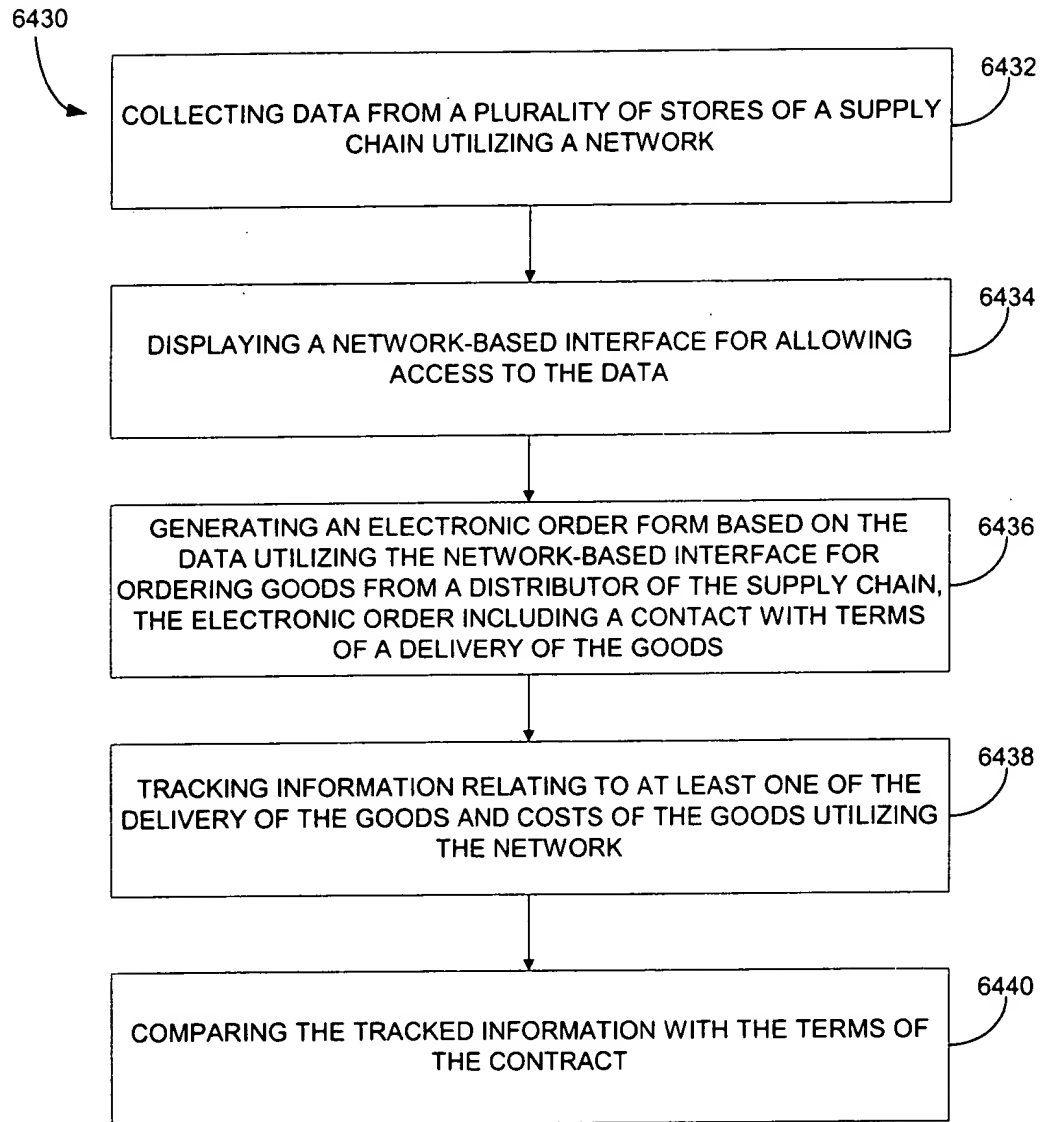 6430
6432
COLLECTING DATA FROM A PLURALITY OF STORES OF A SUPPLY
CHAIN UTILIZING A NETWORK
6434
DISPLAYING A NETWORK-BASED INTERFACE FOR ALLOWING
ACCESS TO THE DATA
6436
GENERATING AN ELECTRONIC ORDER FORM BASED ON THE
DATA UTILIZING THE NETWORK-BASED INTERFACE FOR
ORDERING GOODS FROM A DISTRIBUTOR OF THE SUPPLY CHAIN,
THE ELECTRONIC ORDER INCLUDING A CONTACT WITH TERMS
OF A DELIVERY OF THE GOODS
6438
TRACKING INFORMATION RELATING TO AT LEAST ONE OF THE
DELIVERY OF THE GOODS AND COSTS OF THE GOODS UTILIZING
THE NETWORK
6440
COMPARING THE TRACKED INFORMATION WITH THE TERMS OF
THE CONTRACT